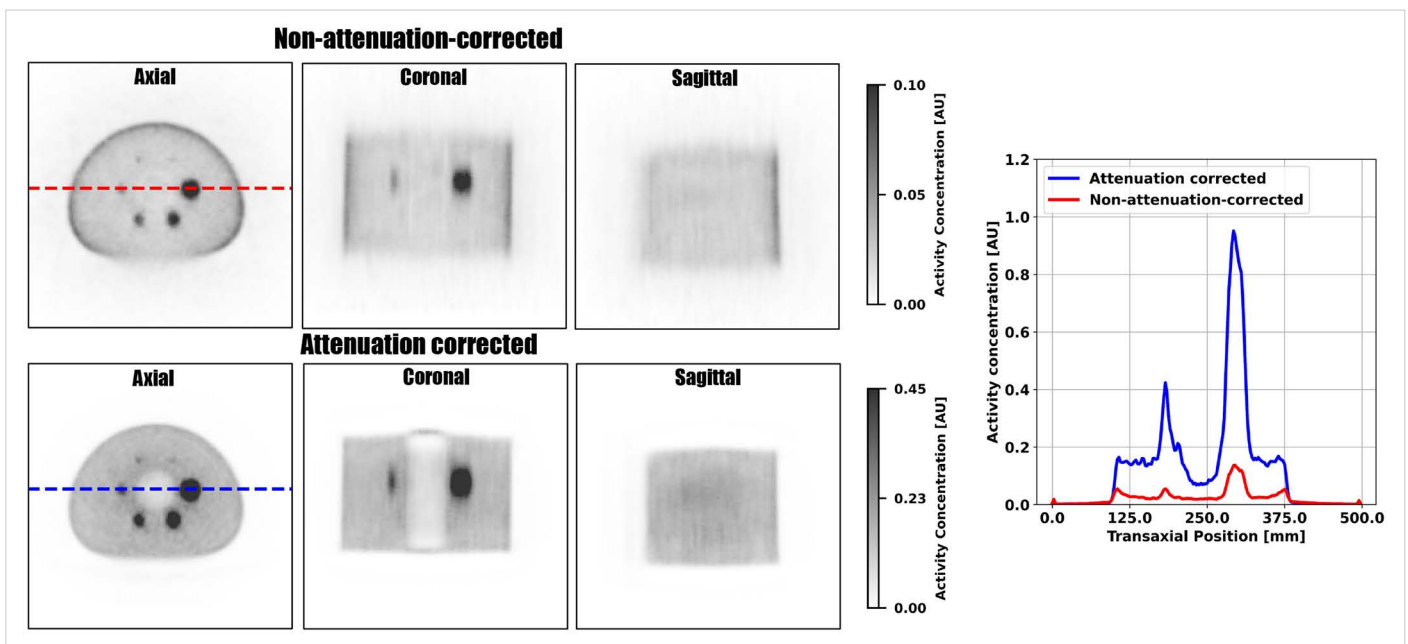 Non-attenuation-corrected
Axial
Coronal
Sagittal
0.10
0.05
0.00
Activity Concentration [AU]
Attenuation corrected
Axial
Coronal
Sagittal
0.45
0.23
0.00
Activity Concentration [AU]
1.2
1.0
0.8
0.6
0.4
0.2
0.0
Activity concentration [AU]
Attenuation corrected
Non-attenuation-corrected
0.0 125.0 250.0 375.0 500.0
Transaxial Position [mm]